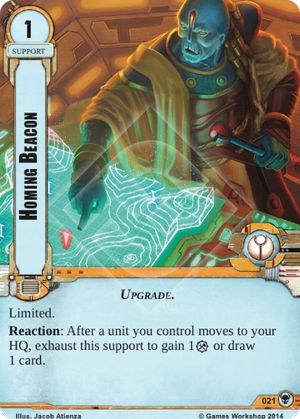 1
SUPPORT
HOMING BEACON
UPGRADE.
Limited.
Reaction: After a unit you control moves to your
HQ, exhaust this support to gain 1 or draw
1 card.
021
Illus. Jacob Atienza
© Games Workshop 2014